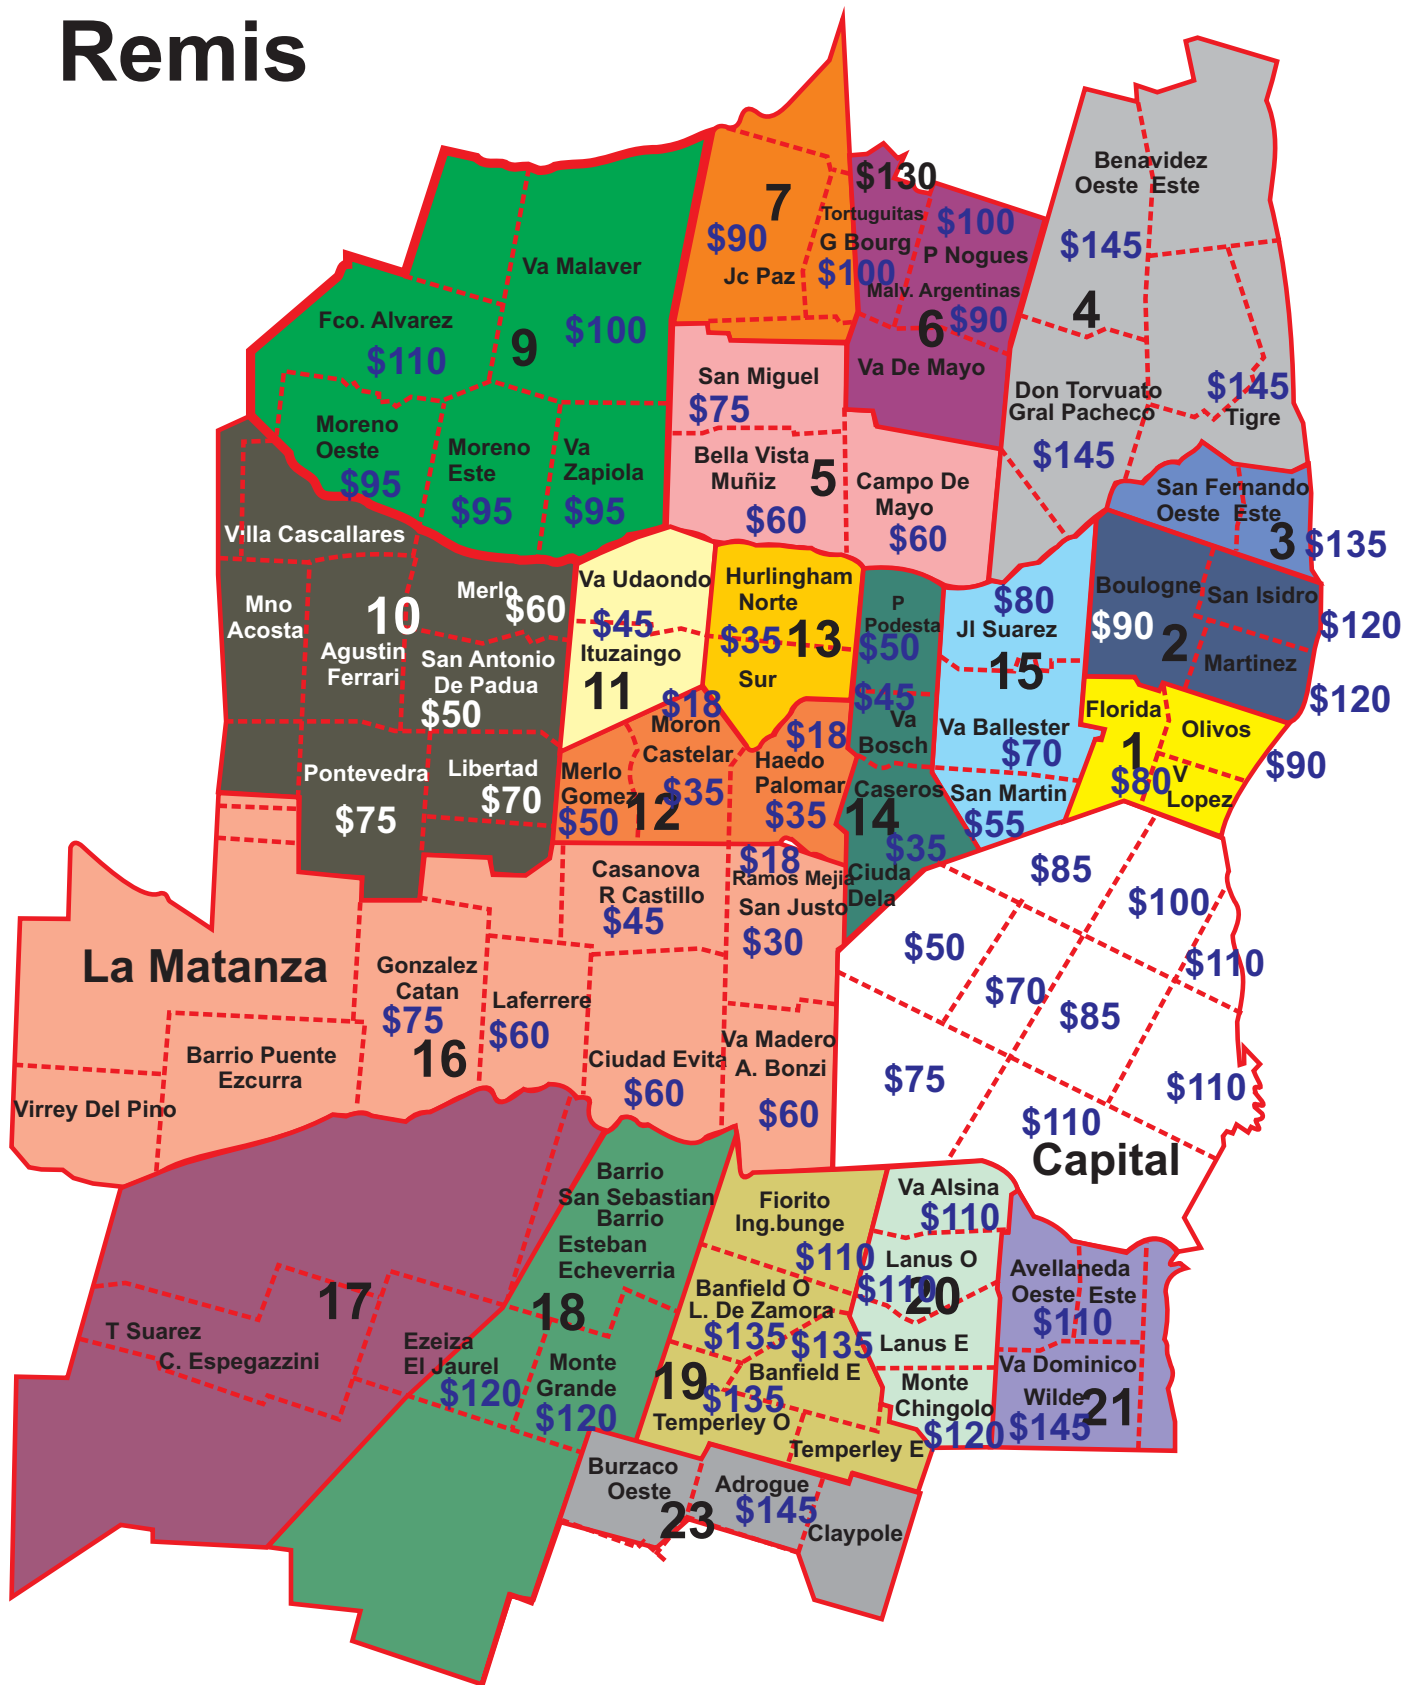 Remis
7
$90
Jc Paz
$130
Tortuguitas
G Bourg
$100
$100
P Nogues
Malv. Argentinas
6
$90
Va De Mayo
Benavidez
Oeste Este
$145
4
Don Torvuato
Gral Pacheco
$145
$145
Tigre
Va Malaver
$100
9
Fco. Alvarez
$110
Moreno
Oeste
$95
Moreno
Este
$95
Va
Zapiola
$95
San Miguel
$75
Bella Vista
Muñiz
5
$60
Campo De
Mayo
$60
San Fernando
Oeste Este
3
$135
Boulogne
$90
2
San Isidro
$120
Martinez
$120
Villa Cascallares
Mno
Acosta
10
Agustin
Ferrari
Merlo
$60
San Antonio
De Padua
$50
Pontevedra
$75
Libertad
$70
Va Udaondo
$45
Ituzaingo
11
Hurlingham
Norte
$35
13
Sur
P
Podesta
$50
$45
Va
Bosch
$80
Jl Suarez
15
Va Ballester
$70
San Martin
$55
Florida
1
$80
Olivos
$90
V
Lopez
$18
Moron
Castelar
$35
Merlo
Gomez
$50
12
$18
Haedo
Palomar
$35
Caseros
14
$35
Ciuda
Dela
$18
Ramos Mejia
San Justo
$30
Casanova
R Castillo
$45
La Matanza
Gonzalez
Catan
$75
16
Laferrere
$60
Ciudad Evita
$60
Va Madero
A. Bonzi
$60
Barrio Puente
Ezcurra
Virrey Del Pino
$85
$100
$50
$110
$70
$85
$75
$110
$110
Capital
17
T Suarez
C. Espegazzini
Ezeiza
El Jaurel
$120
Barrio
San Sebastian
Barrio
Esteban
Echeverria
18
Monte
Grande
$120
Fiorito
Ing.bunge
$110
Banfield O
L. De Zamora
$135
$135
Banfield E
19
$135
Temperley O
Temperley E
Va Alsina
$110
Lanus O
$110
20
Lanus E
Monte
Chingolo
$120
Avellaneda
Oeste Este
$110
Va Dominico
Wilde
21
$145
Burzaco
Oeste
23
Adrogue
$145
Claypole